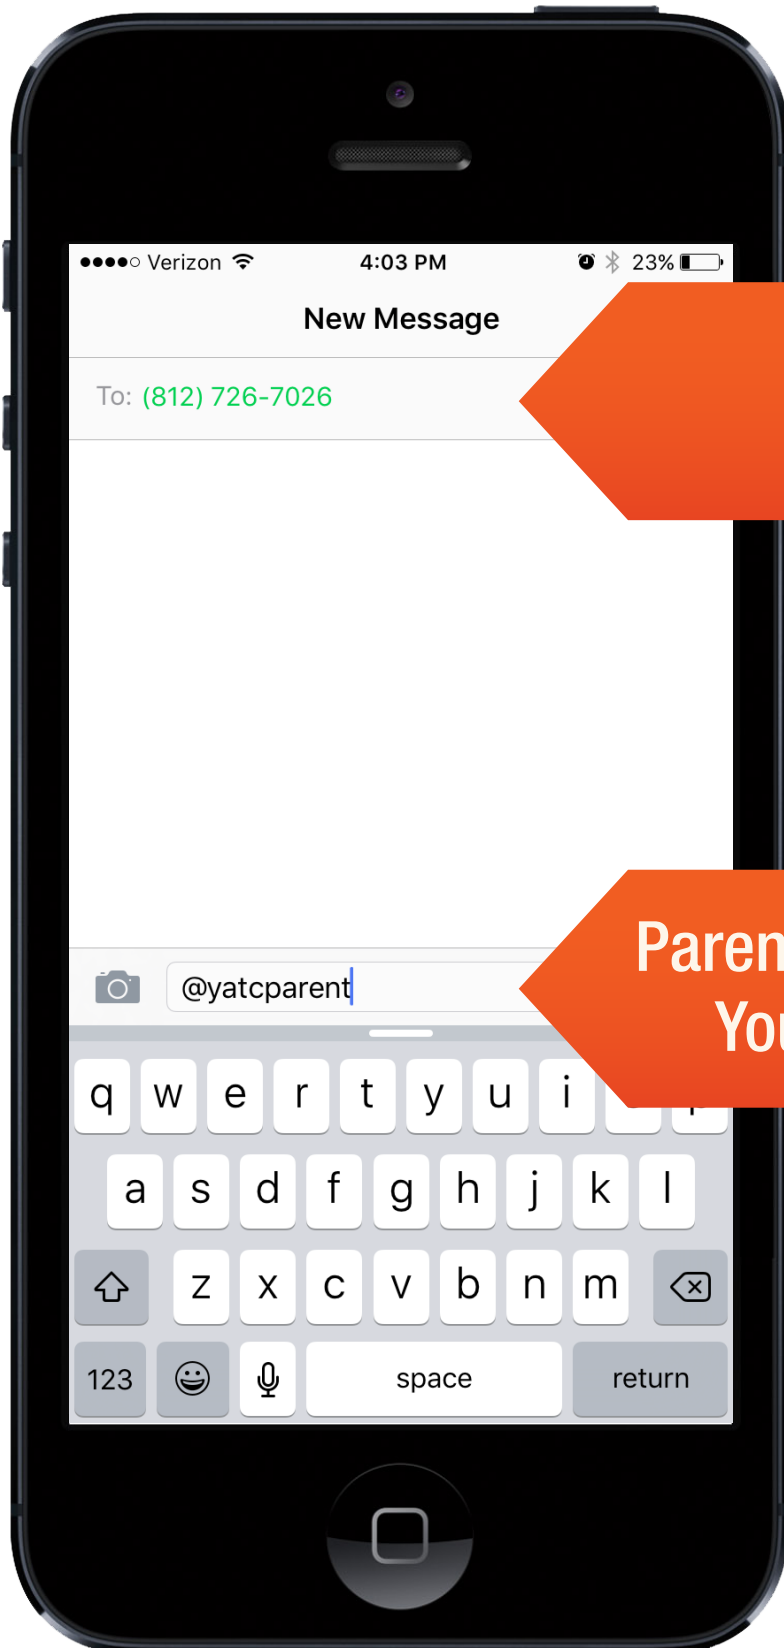 Verizon 4:03 PM 23%
New Message
To: (812) 726-7026
@yatcparent
q w e r t y u i
a s d f g h j k l
z x c v b n m
123 space return